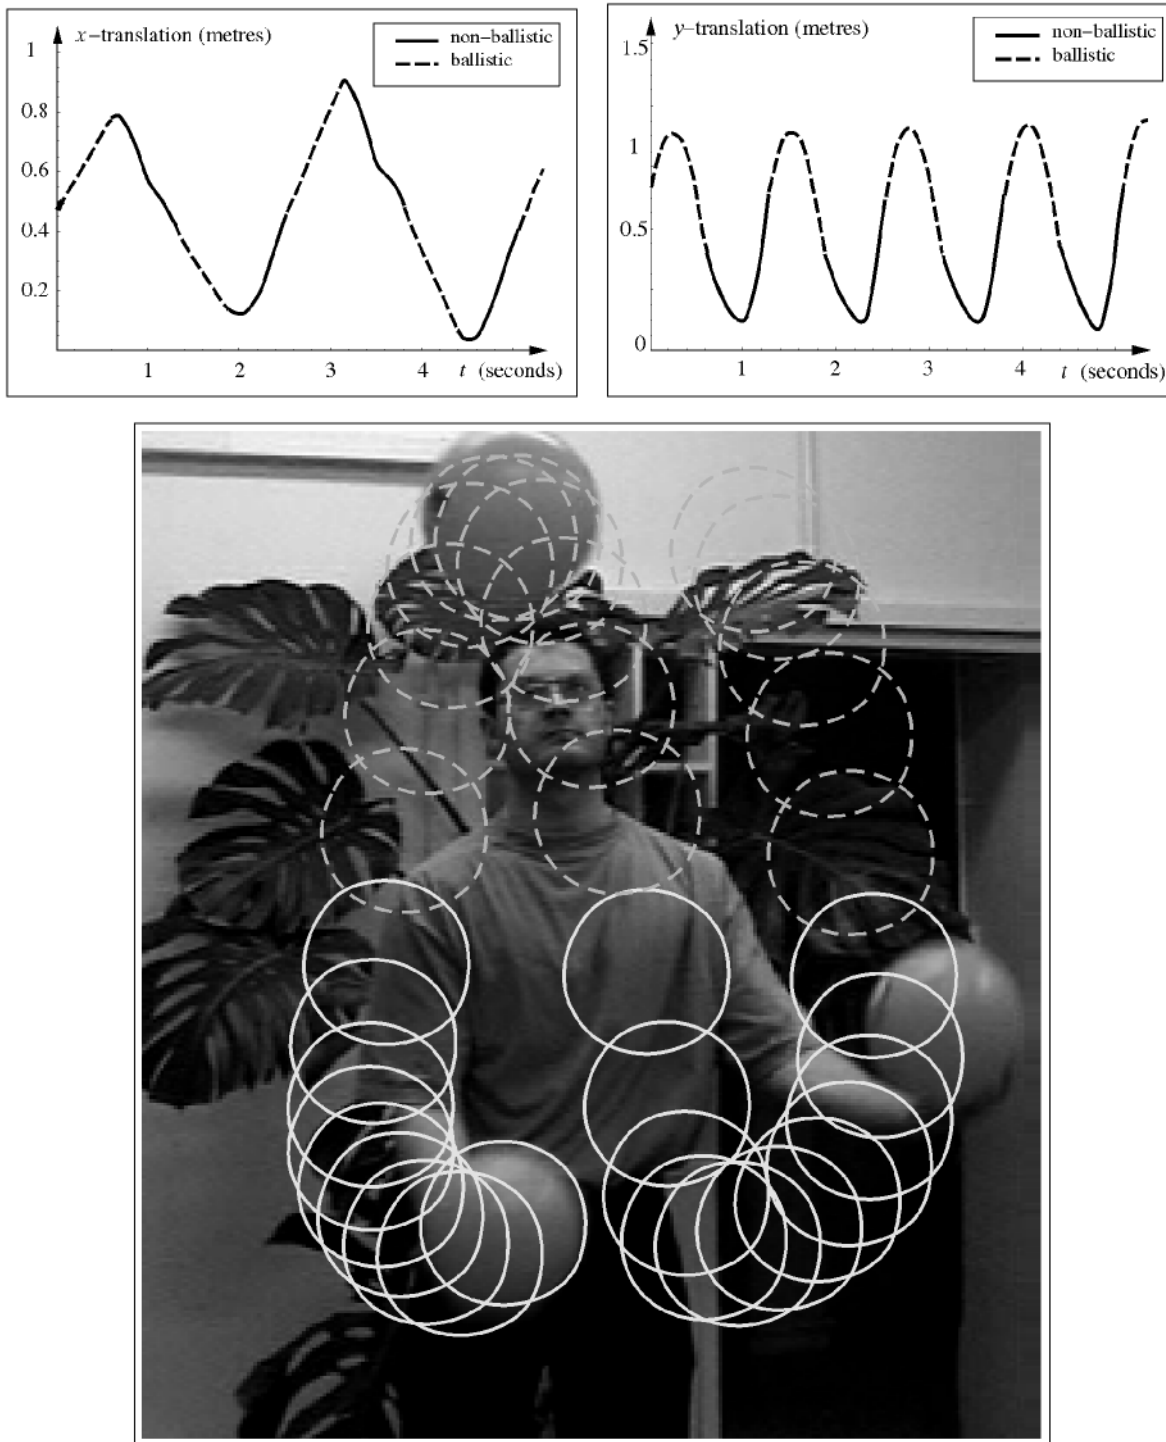 x-translation (metres)
non-ballistic
ballistic
1
0.8
0.6
0.4
0.2
1 2 3 4 t (seconds)
y-translation (metres)
non-ballistic
ballistic
1.5
1
0.5
0
1 2 3 4 t (seconds)